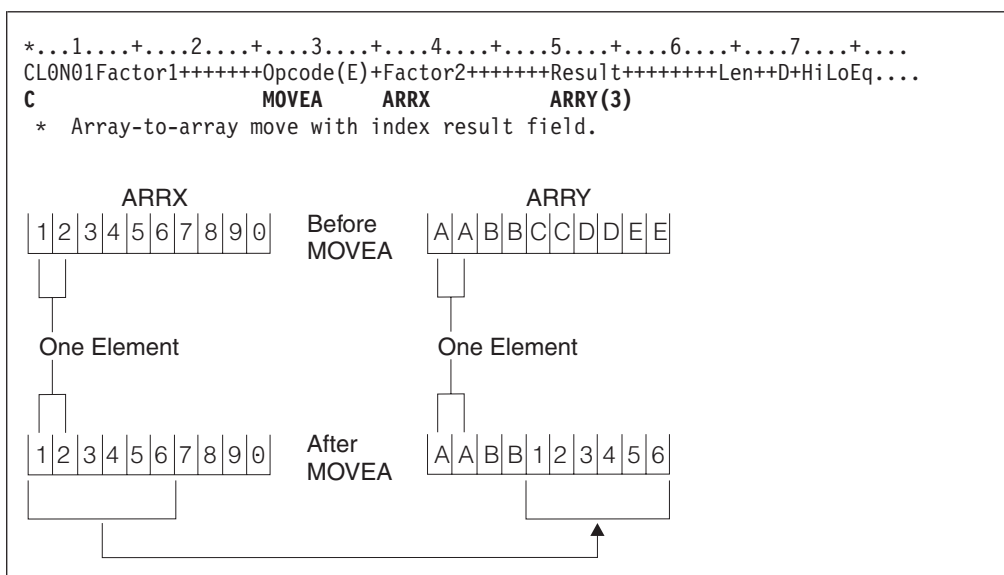 *...1....+....2....+....3....+....4....+....5....+....6....+....7....+....
CL0N01Factor1+++++++Opcode(E)+Factor2+++++++Result++++++++Len++D+HiLoEq....
C                   MOVEA     ARRX          ARRY(3)
 *  Array-to-array move with index result field.
ARRX ARRY
1 2 3 4 5 6 7 8 9 0 Before MOVEA A A B B C C D D E E
One Element One Element
1 2 3 4 5 6 7 8 9 0 After MOVEA A A B B 1 2 3 4 5 6